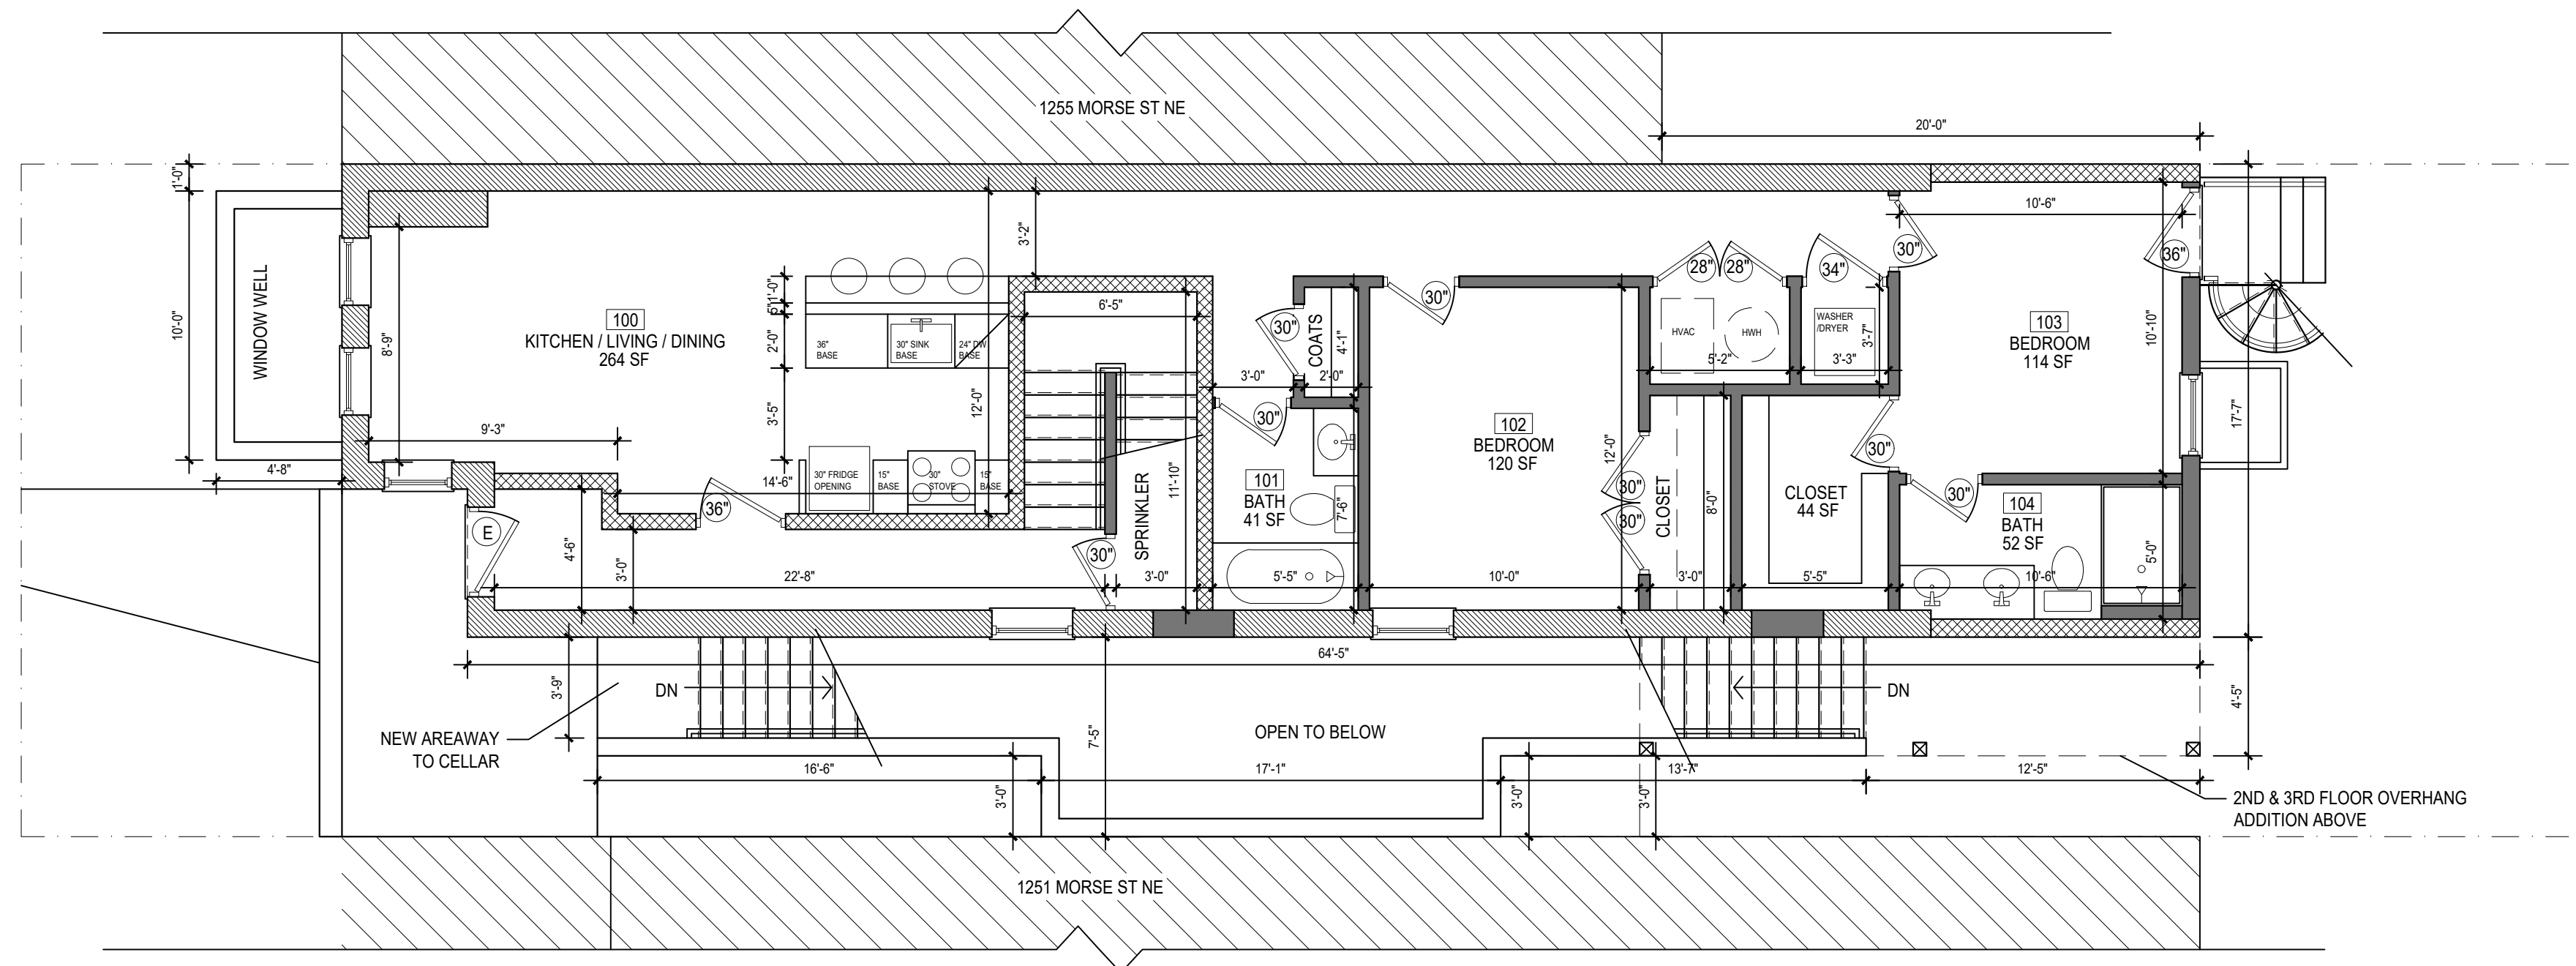 1255 MORSE ST NE
20'-0"
1'-0"
10'-0"
WINDOW WELL
4'-8"
8'-9"
9'-3"
100
KITCHEN / LIVING / DINING
264 SF
1'-0"
5"
2'-0"
3'-5"
36"
BASE
30" SINK
BASE
24" DW
BASE
30" FRIDGE
OPENING
15"
BASE
30"
STOVE
15"
BASE
14'-6"
12'-0"
3'-2"
6'-5"
SPRINKLER
11'-10"
36"
E
4'-6"
3'-0"
22'-8"
30"
3'-0"
30"
COATS
4'-1"
3'-0"
2'-0"
30"
101
BATH
41 SF
7'-6"
5'-5"
30"
102
BEDROOM
120 SF
12'-0"
10'-0"
28"
28"
34"
HVAC
HWH
5'-2"
WASHER
/DRYER
3'-7"
3'-3"
30"
30"
CLOSET
8'-0"
3'-0"
30"
CLOSET
44 SF
5'-5"
30"
10'-6"
36"
103
BEDROOM
114 SF
10'-10"
17'-7"
30"
104
BATH
52 SF
5'-0"
10'-6"
64'-5"
3'-9"
DN
DN
NEW AREAWAY
TO CELLAR
7'-5"
OPEN TO BELOW
4'-5"
16'-6"
17'-1"
13'-7"
12'-5"
3'-0"
3'-0"
3'-0"
2ND & 3RD FLOOR OVERHANG
ADDITION ABOVE
1251 MORSE ST NE